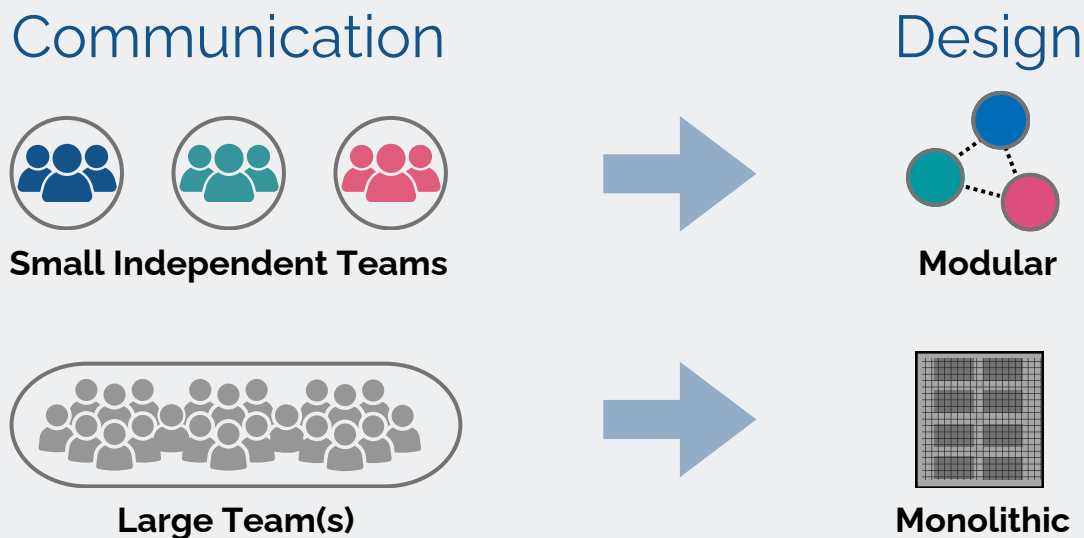 Communication
Design
Small Independent Teams
Modular
Large Team(s)
Monolithic